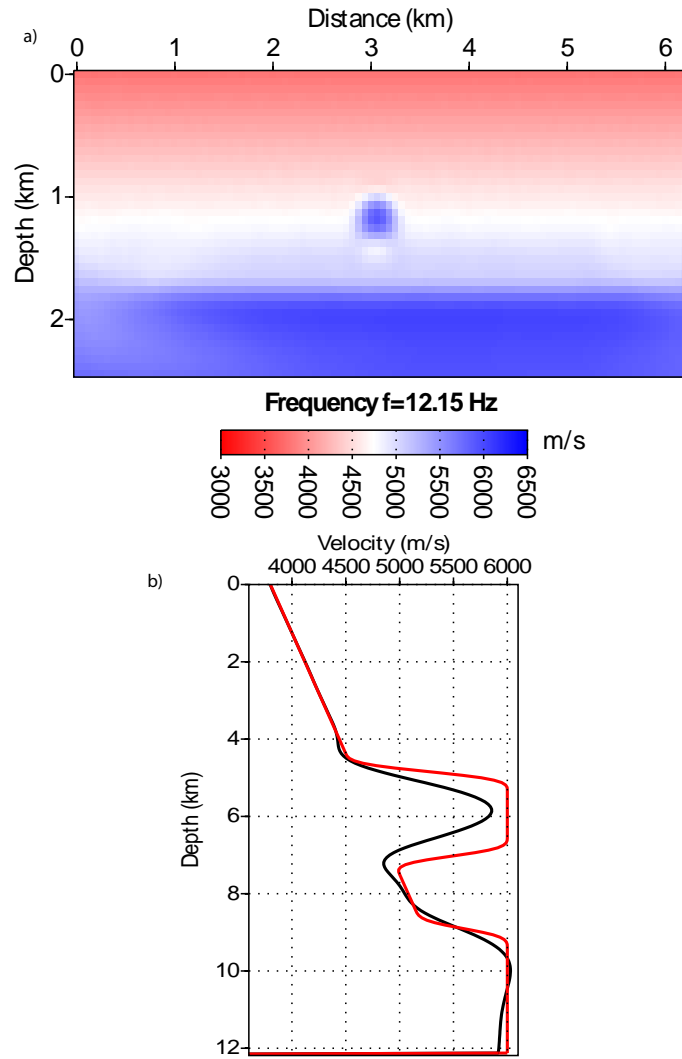 a)
Distance (km)
0 1 2 3 4 5 6
Depth (km)
0
1
2
Frequency f=12.15 Hz
m/s
3000 3500 4000 4500 5000 5500 6000 6500
b)
Velocity (m/s)
4000 4500 5000 5500 6000
Depth (km)
0
2
4
6
8
10
12